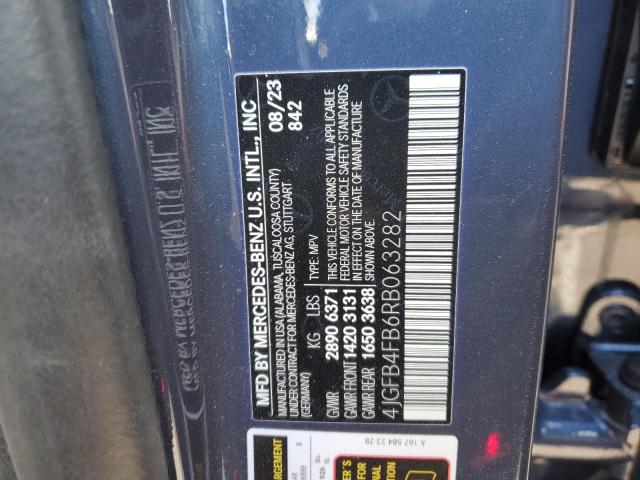 MFD BY MERCEDES-BENZ U.S. INTL., INC
MANUFACTURED IN USA (ALABAMA, TUSCALOOSA COUNTY)
UNDER CONTRACT FOR MERCEDES-BENZ AG, STUTTGART
(GERMANY)
08/23
842
KG LBS TYPE: MPV
GVWR 2890 6371
GAWR FRONT 1420 3131
GAWR REAR 1650 3638
THIS VEHICLE CONFORMS TO ALL APPLICABLE
FEDERAL MOTOR VEHICLE SAFETY STANDARDS
IN EFFECT ON THE DATE OF MANUFACTURE
SHOWN ABOVE.
4JGFB4FB6RB063282
A 167 584 23 28